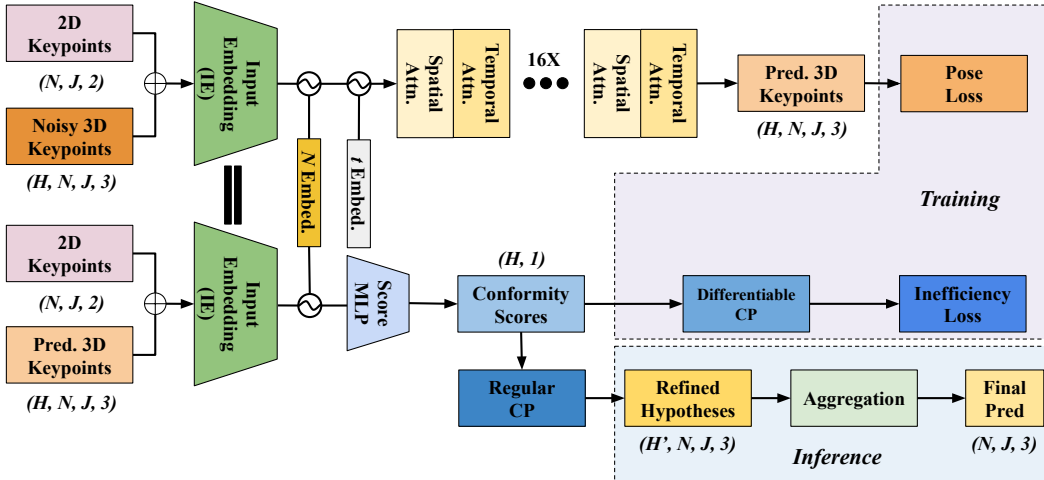 2D
Keypoints
(N, J, 2)
Noisy 3D
Keypoints
(H, N, J, 3)
Input
Embedding
(IE)
N Embed.
t Embed.
Spatial
Attn.
Temporal
Attn.
16X
Spatial
Attn.
Temporal
Attn.
Pred. 3D
Keypoints
(H, N, J, 3)
Pose
Loss
Training
2D
Keypoints
(N, J, 2)
Pred. 3D
Keypoints
(H, N, J, 3)
Input
Embedding
(IE)
Score
MLP
(H, 1)
Conformity
Scores
Differentiable
CP
Inefficiency
Loss
Regular
CP
Refined
Hypotheses
(H’, N, J, 3)
Aggregation
Final
Pred
(N, J, 3)
Inference